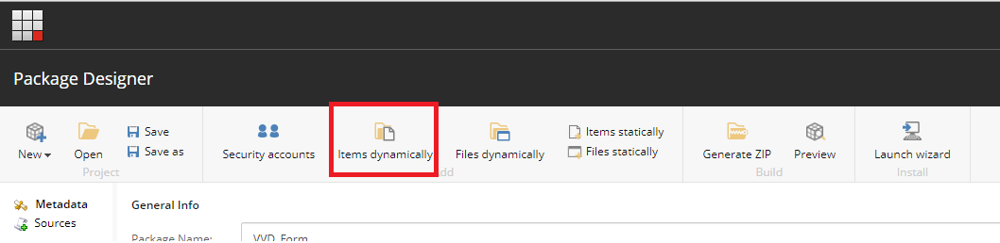 Package Designer
New
Open
Save
Save as
Project
Security accounts
Items dynamically
Files dynamically
Items statically
Files statically
dd
Generate ZIP
Preview
Build
Launch wizard
Install
Metadata
Sources
General Info
Package Name:
VVD_Form